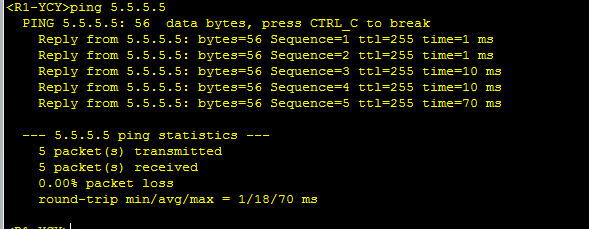 <R1-YCY>ping 5.5.5.5
PING 5.5.5.5: 56 data bytes, press CTRL_C to break
Reply from 5.5.5.5: bytes=56 Sequence=1 ttl=255 time=1 ms
Reply from 5.5.5.5: bytes=56 Sequence=2 ttl=255 time=1 ms
Reply from 5.5.5.5: bytes=56 Sequence=3 ttl=255 time=10 ms
Reply from 5.5.5.5: bytes=56 Sequence=4 ttl=255 time=10 ms
Reply from 5.5.5.5: bytes=56 Sequence=5 ttl=255 time=70 ms
--- 5.5.5.5 ping statistics ---
5 packet(s) transmitted
5 packet(s) received
0.00% packet loss
round-trip min/avg/max = 1/18/70 ms
<R1-YCY>